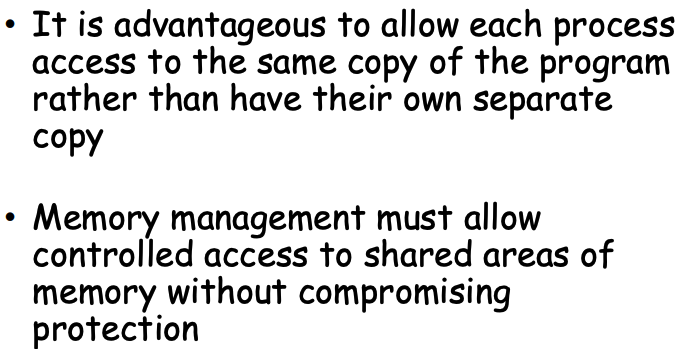 • It is advantageous to allow each process
access to the same copy of the program
rather than have their own separate
copy
• Memory management must allow
controlled access to shared areas of
memory without compromising
protection